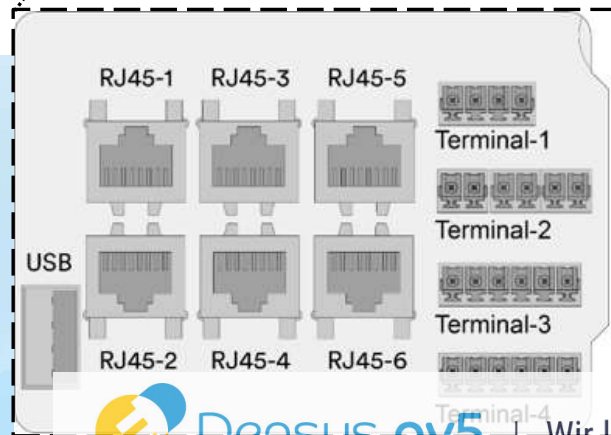 RJ45-1 RJ45-3 RJ45-5
Terminal-1
Terminal-2
USB
Terminal-3
RJ45-2 RJ45-4 RJ45-6
Terminal-4